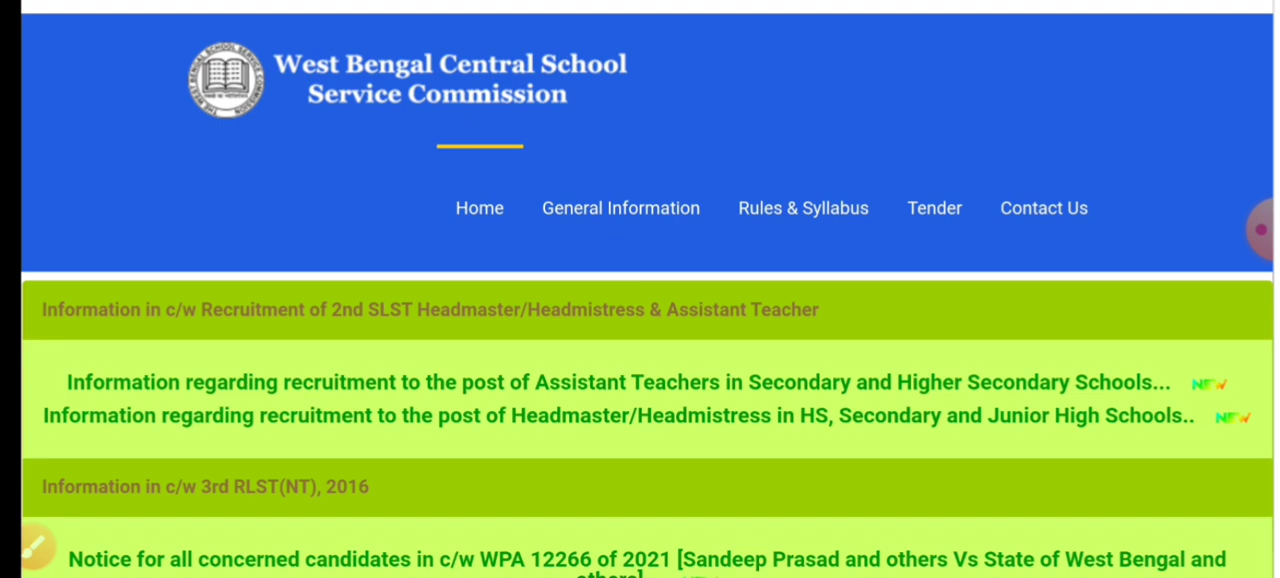 West Bengal Central School
Service Commission
Home General Information Rules & Syllabus Tender Contact Us
Information in c/w Recruitment of 2nd SLST Headmaster/Headmistress & Assistant Teacher
Information regarding recruitment to the post of Assistant Teachers in Secondary and Higher Secondary Schools... NEW
Information regarding recruitment to the post of Headmaster/Headmistress in HS, Secondary and Junior High Schools.. NEW
Information in c/w 3rd RLST(NT), 2016
Notice for all concerned candidates in c/w WPA 12266 of 2021 [Sandeep Prasad and others Vs State of West Bengal and
others]